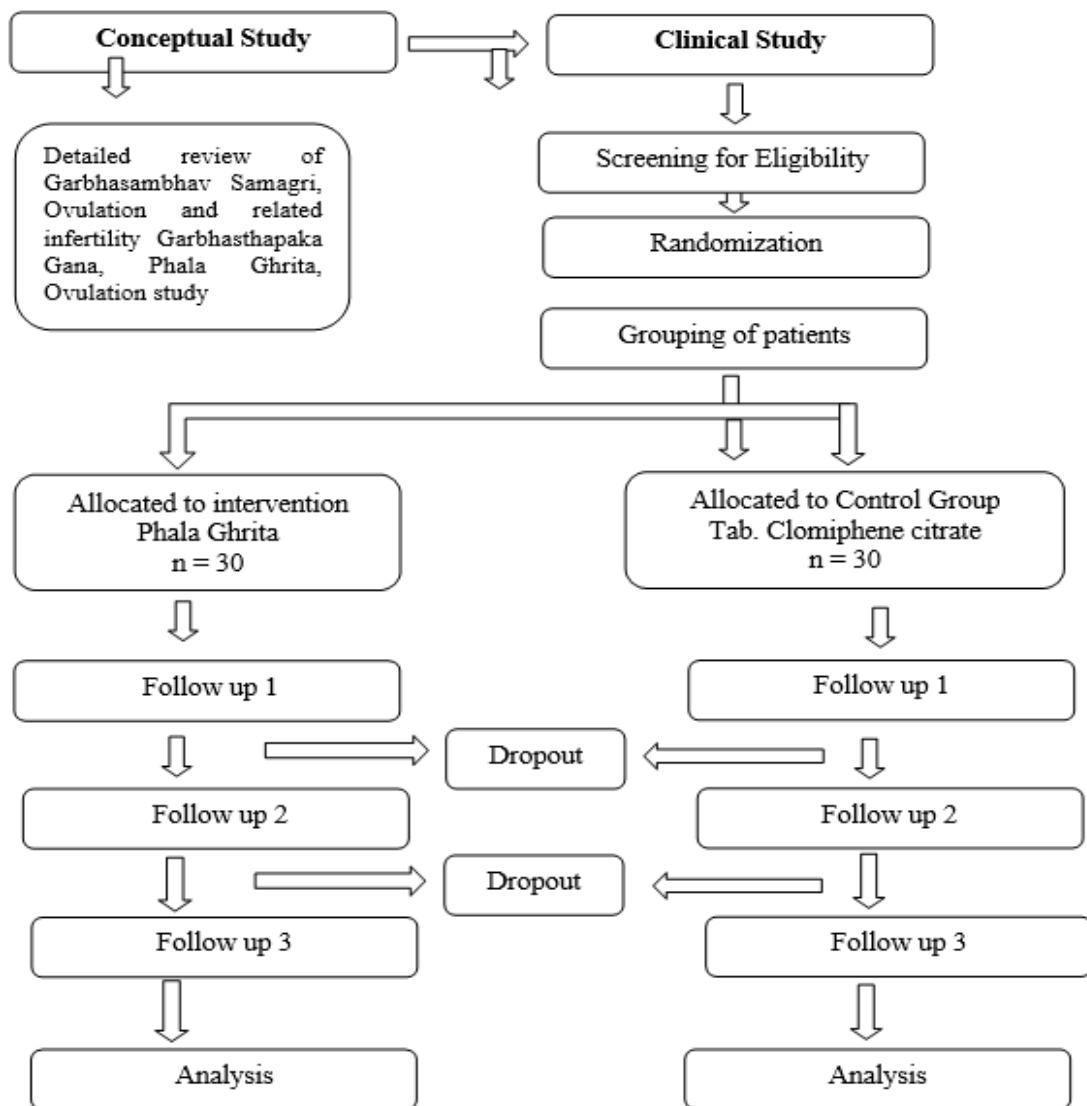 Conceptual Study
Clinical Study
Detailed review of
Garbhasambhav Samagri,
Ovulation and related
infertility Garbhasthapaka
Gana, Phala Ghrita,
Ovulation study
Screening for Eligibility
Randomization
Grouping of patients
Allocated to intervention
Phala Ghrita
n = 30
Allocated to Control Group
Tab. Clomiphene citrate
n = 30
Follow up 1
Follow up 1
Dropout
Follow up 2
Follow up 2
Dropout
Follow up 3
Follow up 3
Analysis
Analysis